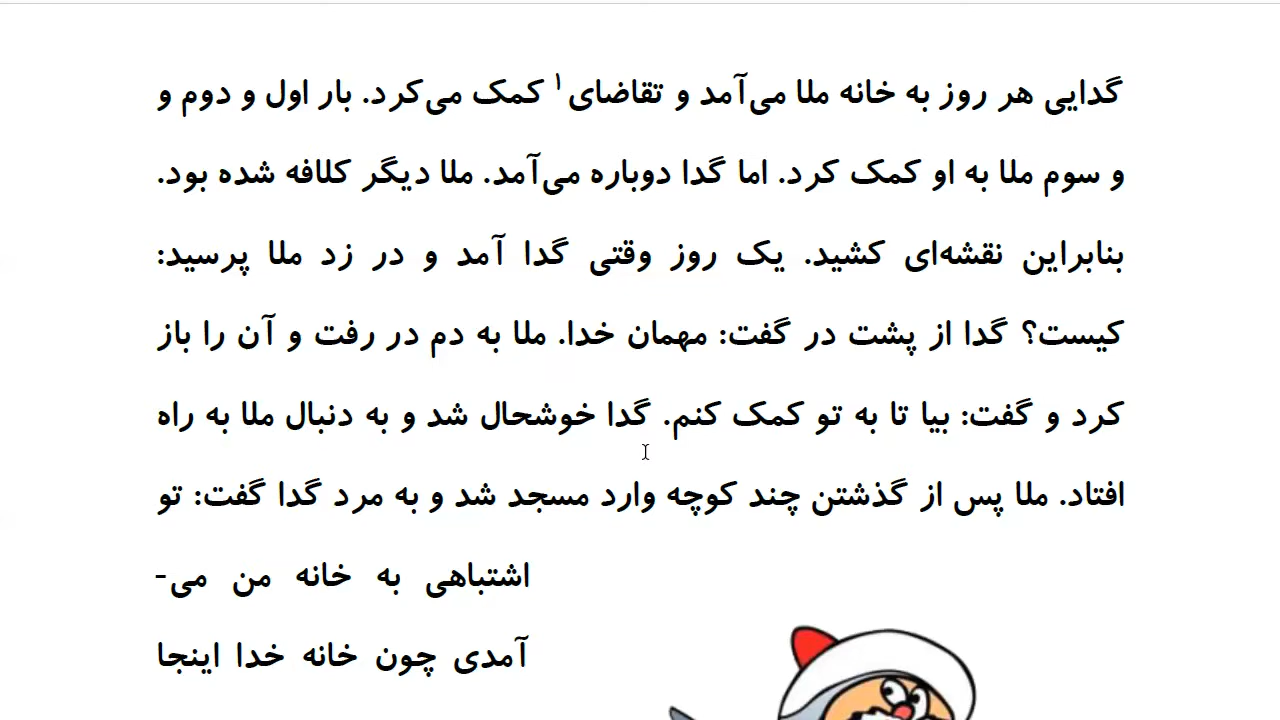 گدایی هر روز به خانه ملا می‌آمد و تقاضای۱ کمک می‌کرد. بار اول و دوم و
و سوم ملا به او کمک کرد. اما گدا دوباره می‌آمد. ملا دیگر کلافه شده بود.
بنابراین نقشه‌ای کشید. یک روز وقتی گدا آمد و در زد ملا پرسید:
کیست؟ گدا از پشت در گفت: مهمان خدا. ملا به دم در رفت و آن را باز
کرد و گفت: بیا تا به تو کمک کنم. گدا خوشحال شد و به دنبال ملا به راه
افتاد. ملا پس از گذشتن چند کوچه وارد مسجد شد و به مرد گدا گفت: تو
اشتباهی به خانه من می-
آمدی چون خانه خدا اینجا